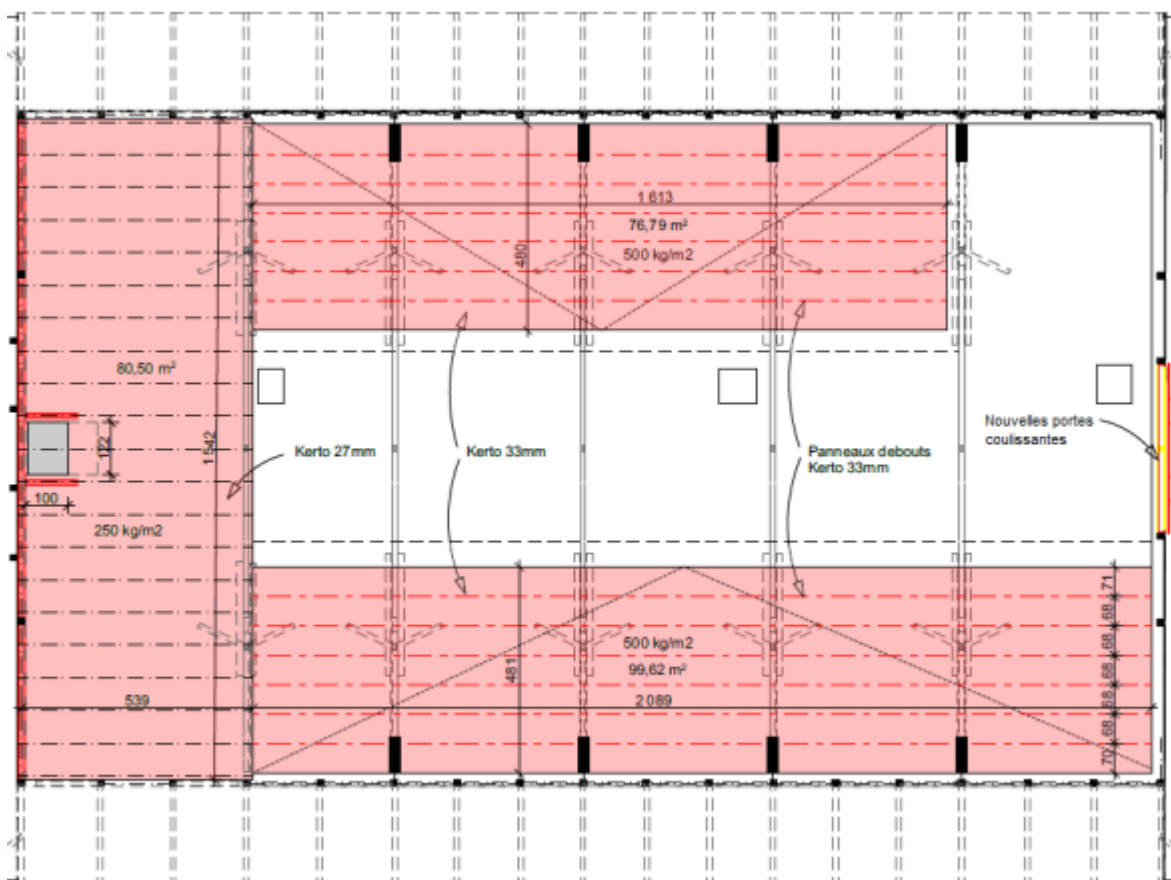 1 613
76,79 m²
480
500 kg/m2
80,50 m²
1 542
122
Kerto 27mm
Kerto 33mm
Panneaux debouts
Kerto 33mm
Nouvelles portes
coulissantes
100
250 kg/m2
71
68
68
68
68
68
70
500 kg/m2
481
99,62 m²
539
2 089